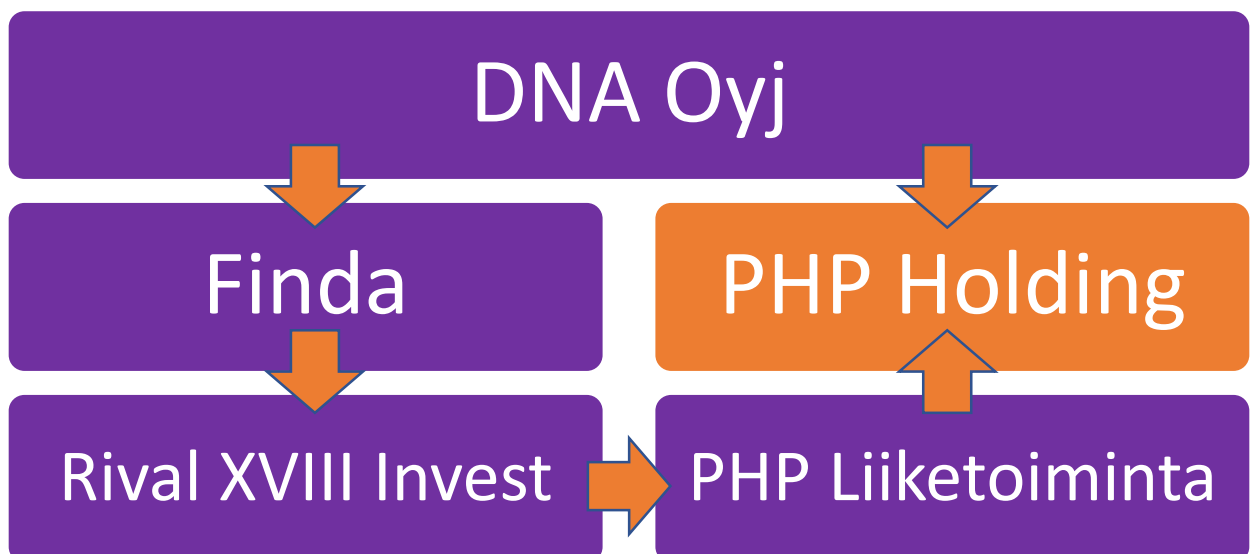 DNA Oyj
Finda
PHP Holding
Rival XVIII Invest
PHP Liiketoiminta